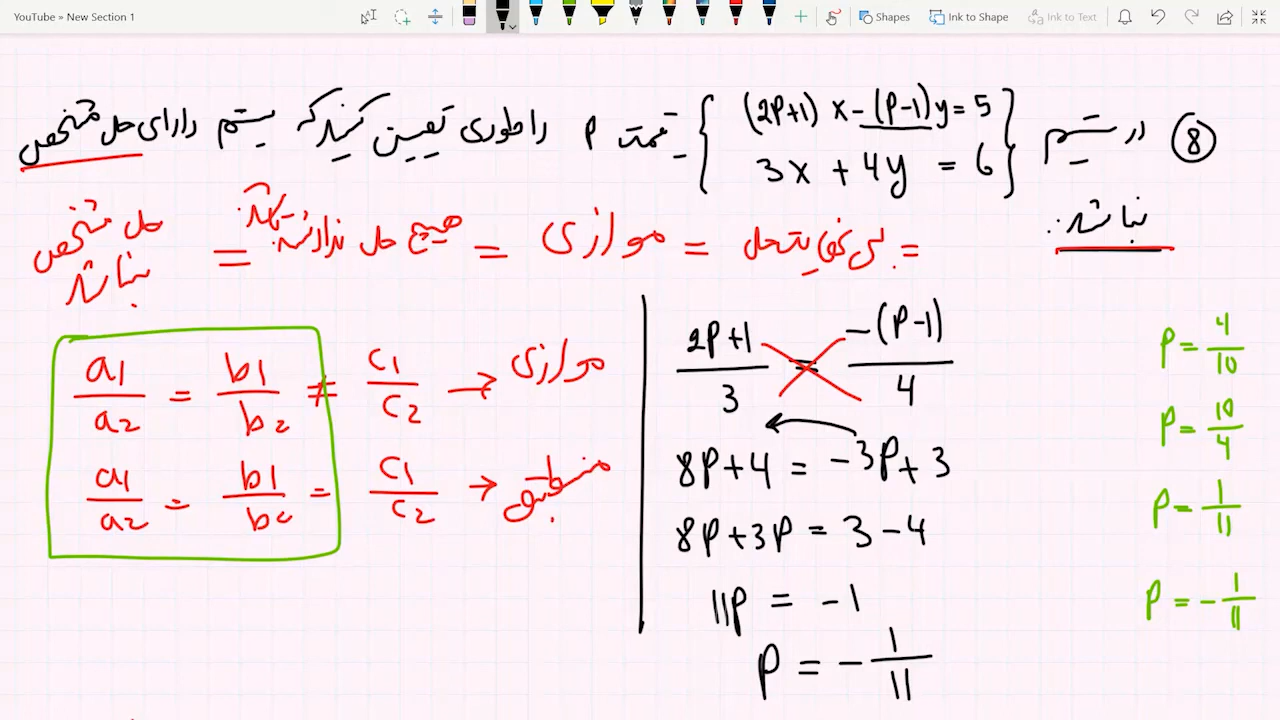 YouTube » New Section 1
Shapes
Ink to Shape
Ink to Text
⑧ در سیستم { (2P+1) x - (P-1) y = 5 قیمت P را طوری تعیین کنید که سیستم دارای حل مشخص
3x + 4y = 6 }
نباشد.
حل مشخص نباشد = هیچ حل نداشته باشد = موازی = بی نهایت حل =
a1/a2 = b1/b2 ≠ c1/c2 → موازی
a1/a2 = b1/b2 = c1/c2 → منطبق
2P+1/3 = -(P-1)/4
8P+4 = -3P+3
8P+3P = 3-4
11P = -1
P = -1/11
P = 4/10
P = 10/4
P = 1/11
P = -1/11